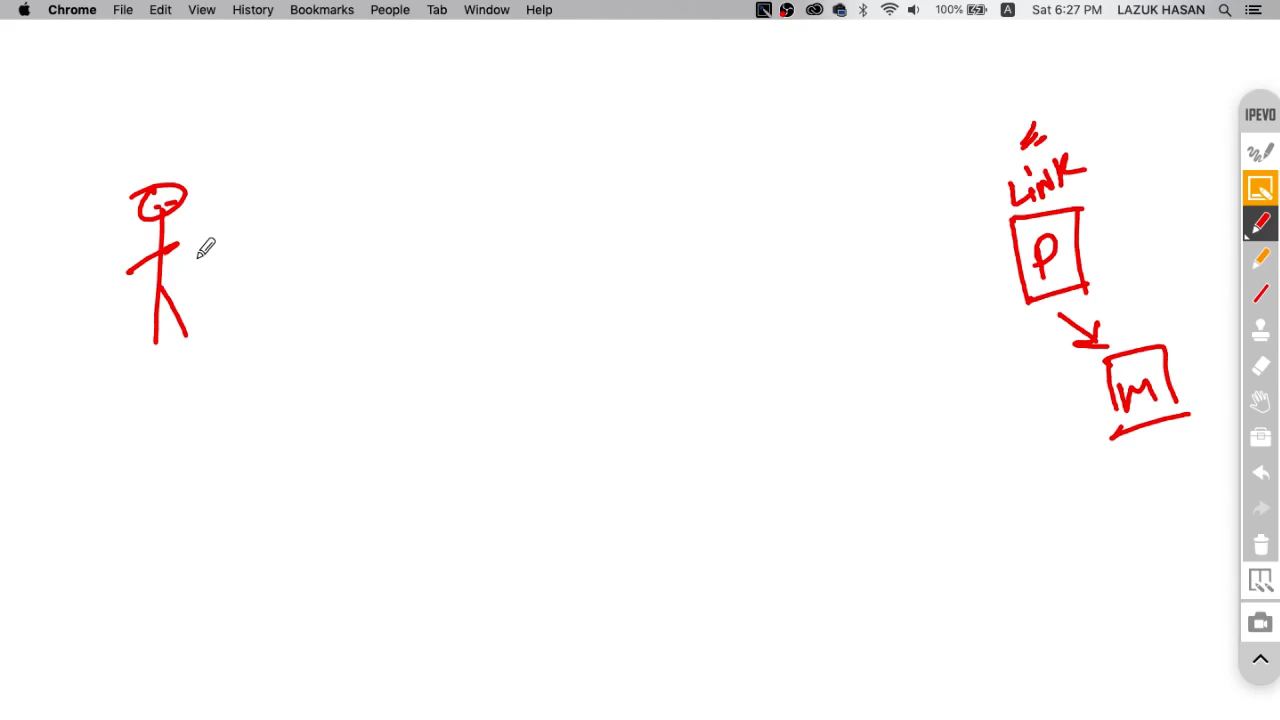 Chrome File Edit View History Bookmarks People Tab Window Help 100% A Sat 6:27 PM LAZUK HASAN
IPEVO
LiNK
P
M